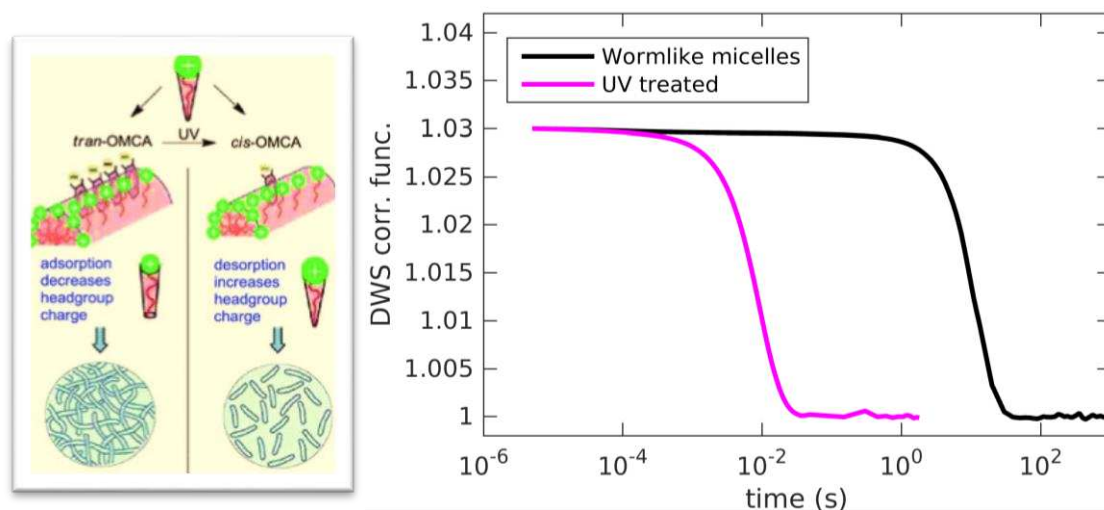 tran-OMCA
UV
cis-OMCA
adsorption
decreases
headgroup
charge
desorption
increases
headgroup
charge
DWS corr. func.
1.04
1.035
1.03
1.025
1.02
1.015
1.01
1.005
1
Wormlike micelles
UV treated
10⁻⁶
10⁻⁴
10⁻²
10⁰
10²
time (s)